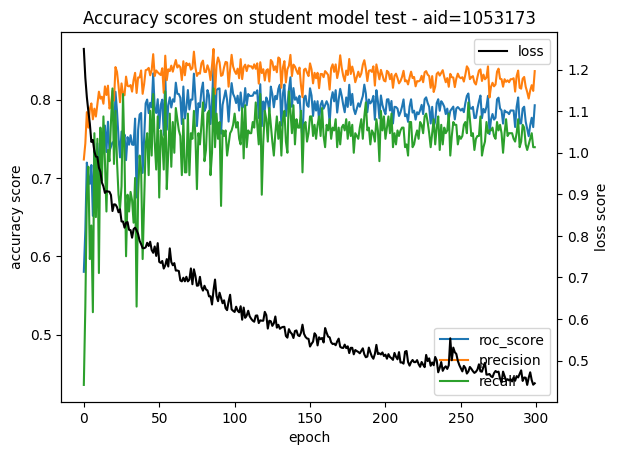 Accuracy scores on student model test - aid=1053173
loss
0.8
0.7
0.6
0.5
accuracy score
1.2
1.1
1.0
0.9
0.8
0.7
0.6
0.5
loss score
roc_score
precision
recall
0
50
100
150
200
250
300
epoch